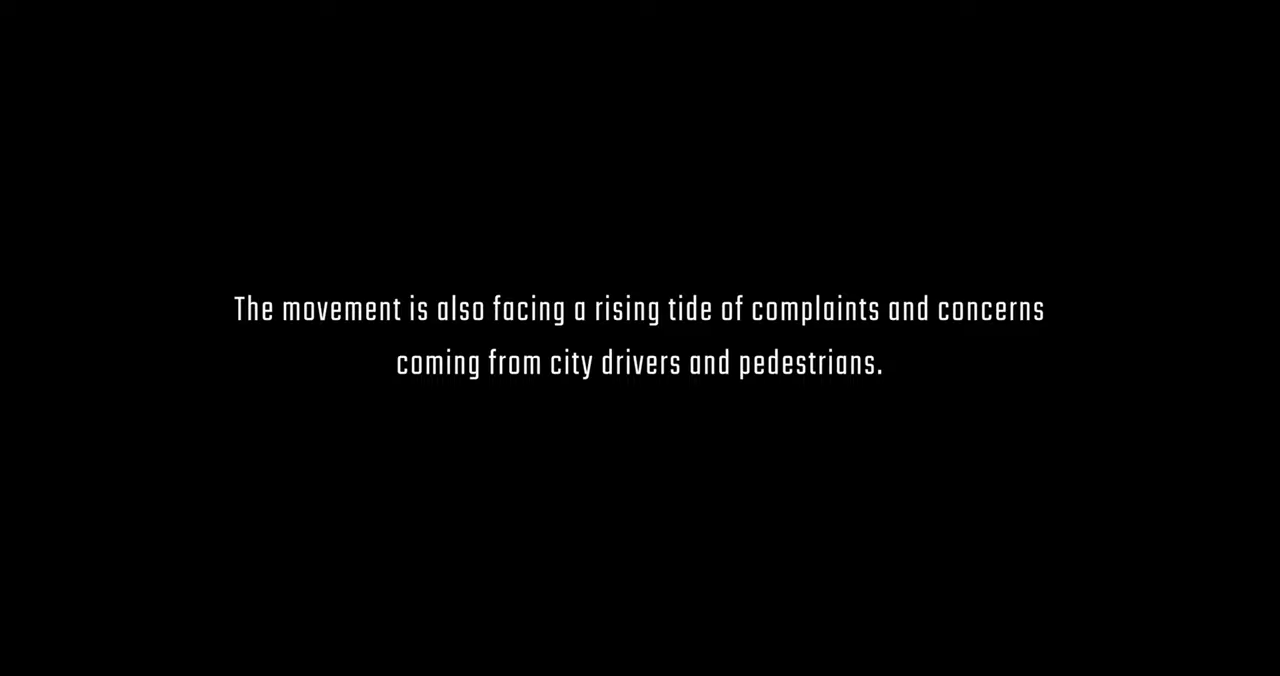 The movement is also facing a rising tide of complaints and concerns
coming from city drivers and pedestrians.